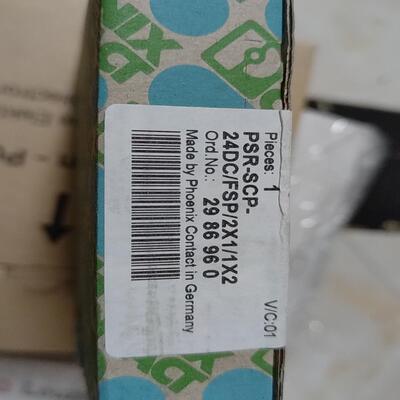 Pieces: 1
PSR-SCP-
24DC/FSP/2X1/1X2
Ord.No.: 29 86 96 0
Made by Phoenix Contact in Germany
V/C:01